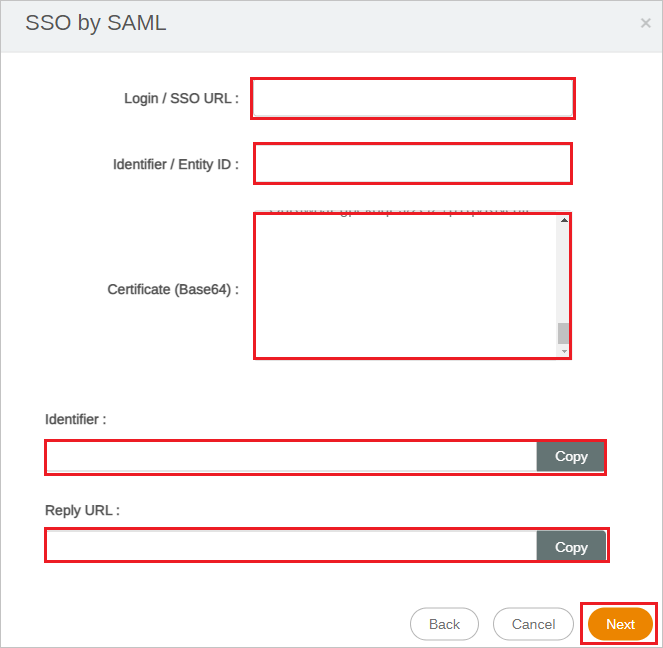 SSO by SAML ×
Login / SSO URL :
Identifier / Entity ID :
Certificate (Base64) :
Identifier :
Copy
Reply URL :
Copy
Back Cancel Next